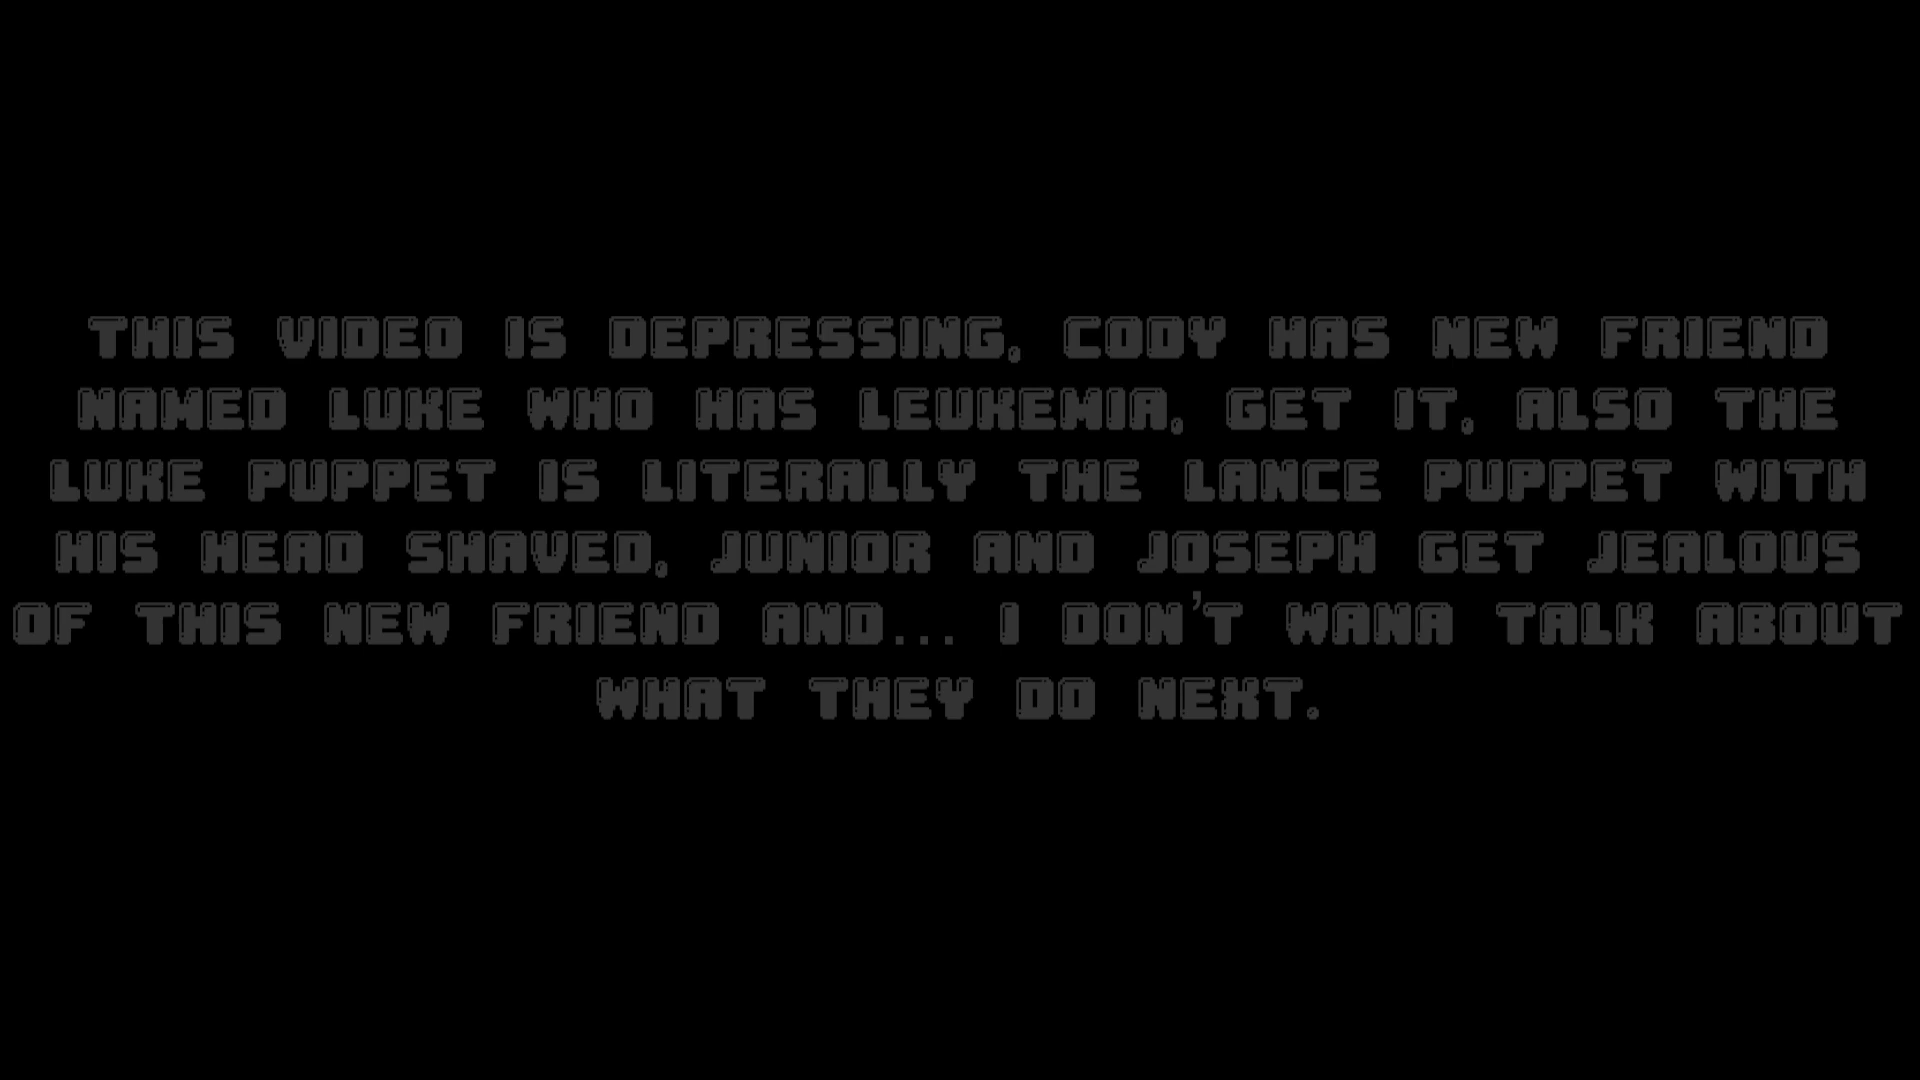 THIS VIDEO IS DEPRESSING, CODY HAS NEW FRIEND
NAMED LUKE WHO HAS LEUKEMIA, GET IT, ALSO THE
LUKE PUPPET IS LITERALLY THE LANCE PUPPET WITH
HIS HEAD SHAVED, JUNIOR AND JOSEPH GET JEALOUS
OF THIS NEW FRIEND AND... I DON'T WANA TALK ABOUT
WHAT THEY DO NEXT.